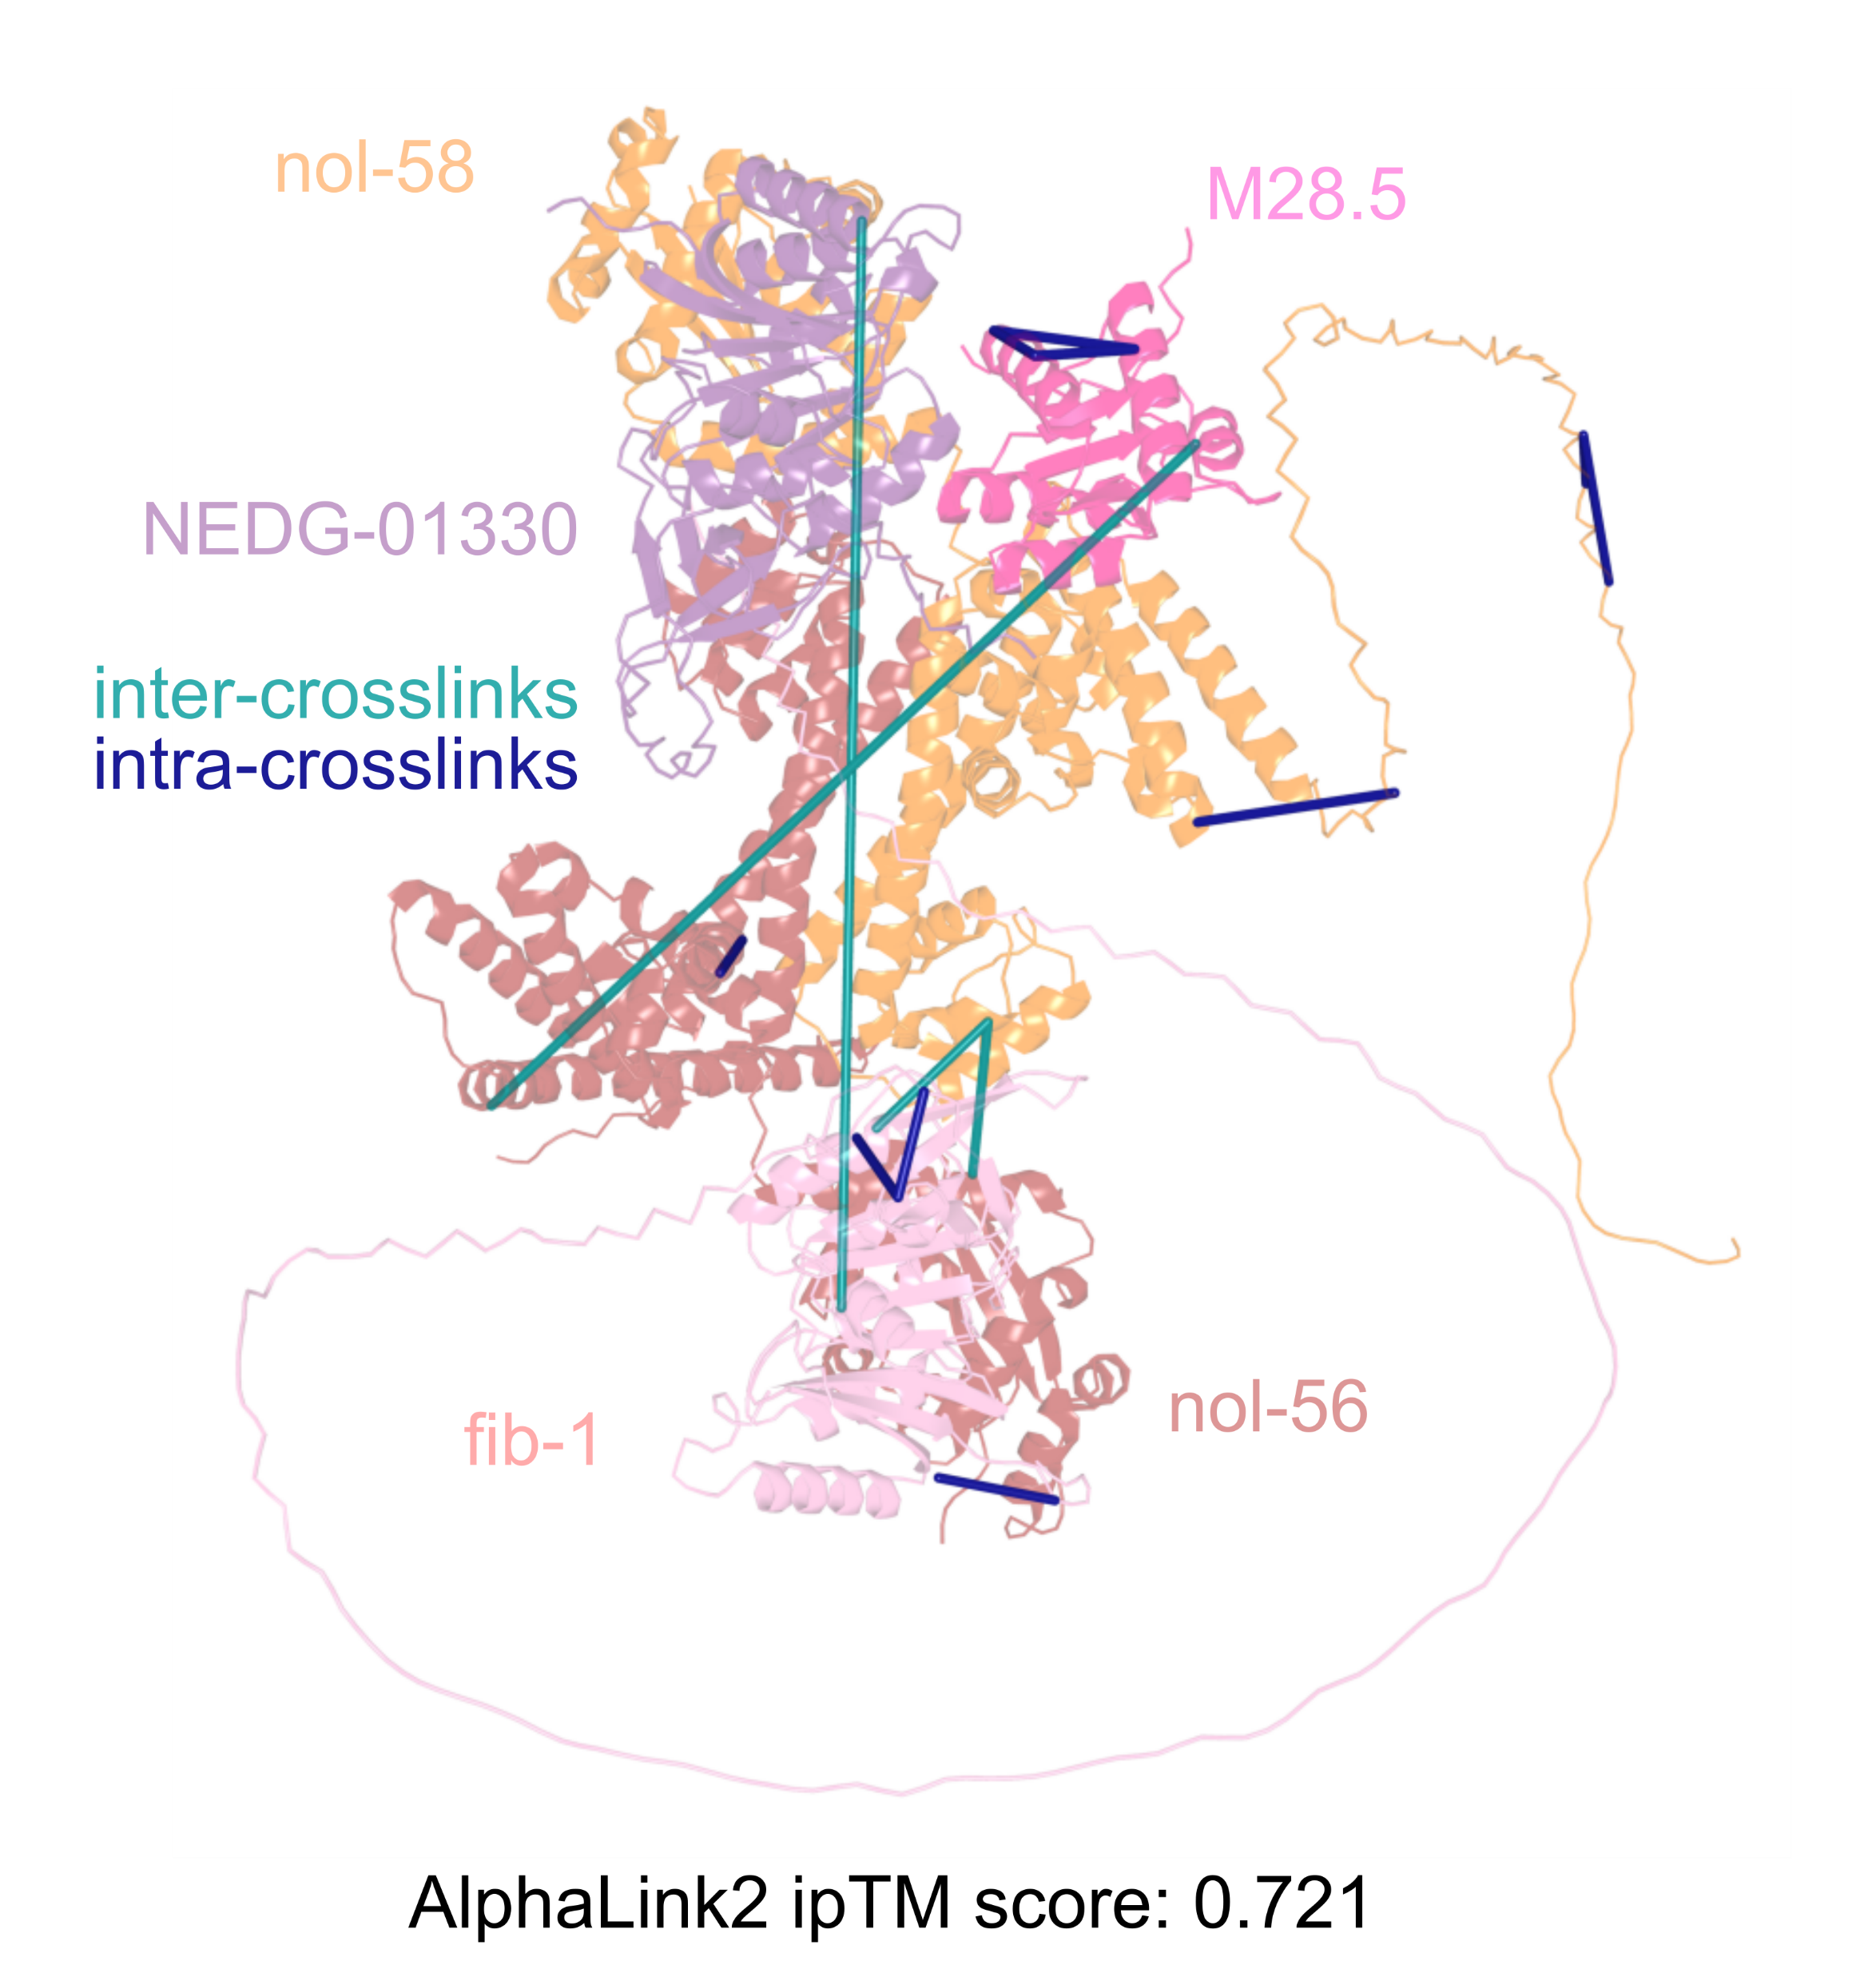 nol-58
M28.5
NEDG-01330
inter-crosslinks
intra-crosslinks
nol-56
fib-1
AlphaLink2 ipTM score: 0.721